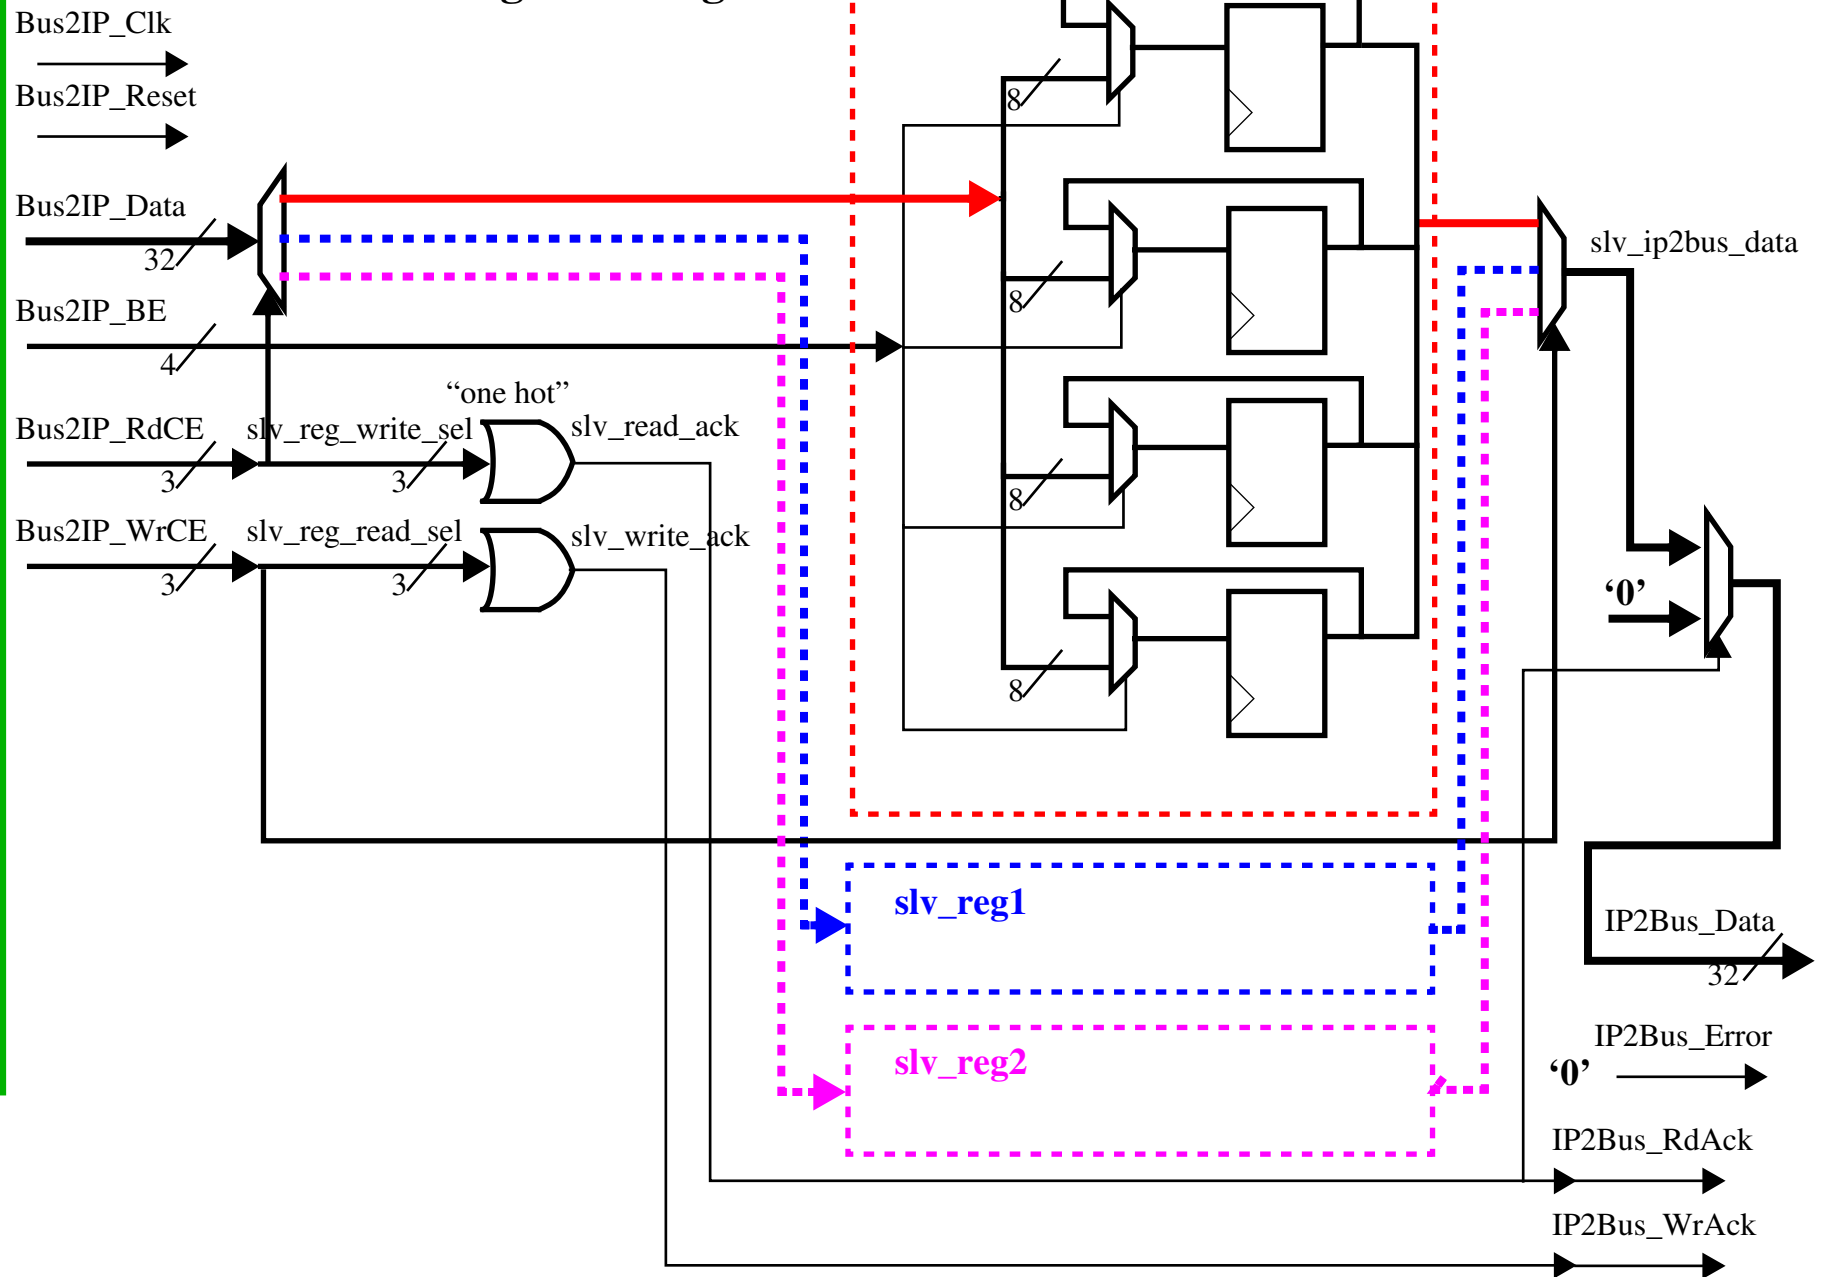 Bus2IP_Clk
Bus2IP_Reset
8
Bus2IP_Data
32
slv_ip2bus_data
8
Bus2IP_BE
4
“one hot”
Bus2IP_RdCE
slv_reg_write_sel
slv_read_ack
3
3
8
Bus2IP_WrCE
slv_reg_read_sel
slv_write_ack
3
3
‘0’
8
slv_reg1
IP2Bus_Data
32
IP2Bus_Error
slv_reg2
‘0’
IP2Bus_RdAck
IP2Bus_WrAck